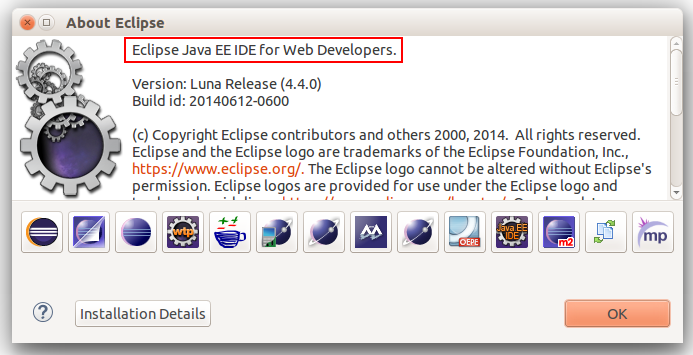 About Eclipse
Eclipse Java EE IDE for Web Developers.
Version: Luna Release (4.4.0)
Build id: 20140612-0600
(c) Copyright Eclipse contributors and others 2000, 2014.  All rights reserved.
Eclipse and the Eclipse logo are trademarks of the Eclipse Foundation, Inc.,
https://www.eclipse.org/. The Eclipse logo cannot be altered without Eclipse's
permission. Eclipse logos are provided for use under the Eclipse logo and
wtp
OEPE
Java EE
IDE
m2
mp
?
Installation Details
OK